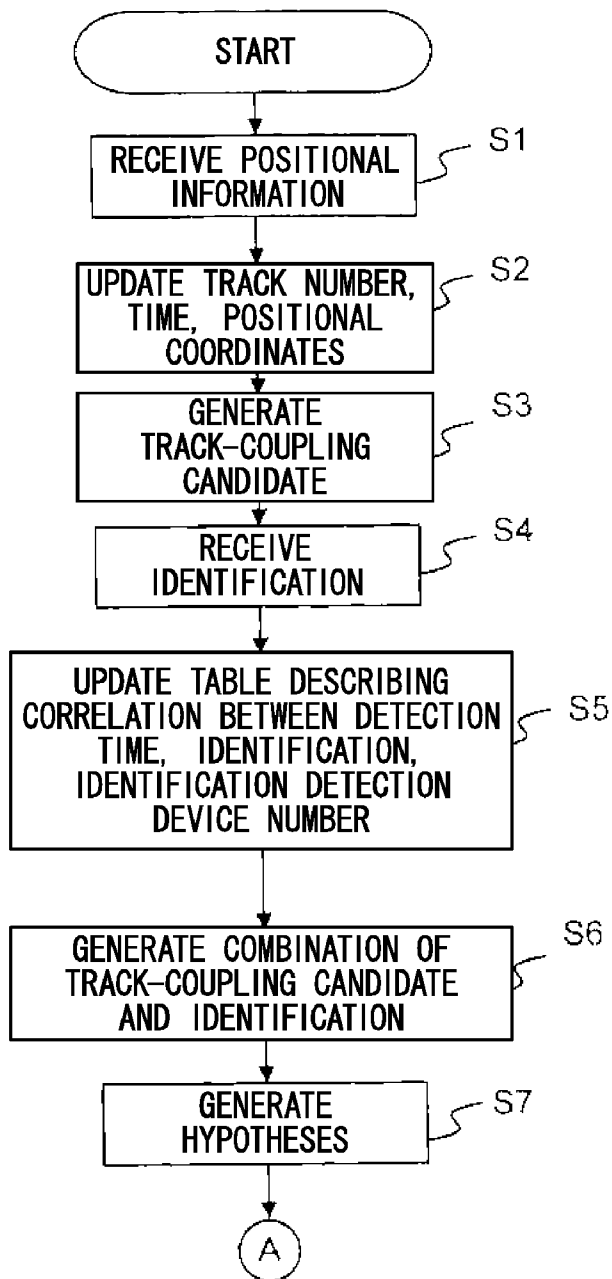 START
S1
RECEIVE POSITIONAL
INFORMATION
S2
UPDATE TRACK NUMBER,
TIME, POSITIONAL
COORDINATES
S3
GENERATE
TRACK-COUPLING
CANDIDATE
S4
RECEIVE
IDENTIFICATION
S5
UPDATE TABLE DESCRIBING
CORRELATION BETWEEN DETECTION
TIME, IDENTIFICATION,
IDENTIFICATION DETECTION
DEVICE NUMBER
S6
GENERATE COMBINATION OF
TRACK-COUPLING CANDIDATE
AND IDENTIFICATION
S7
GENERATE
HYPOTHESES
A